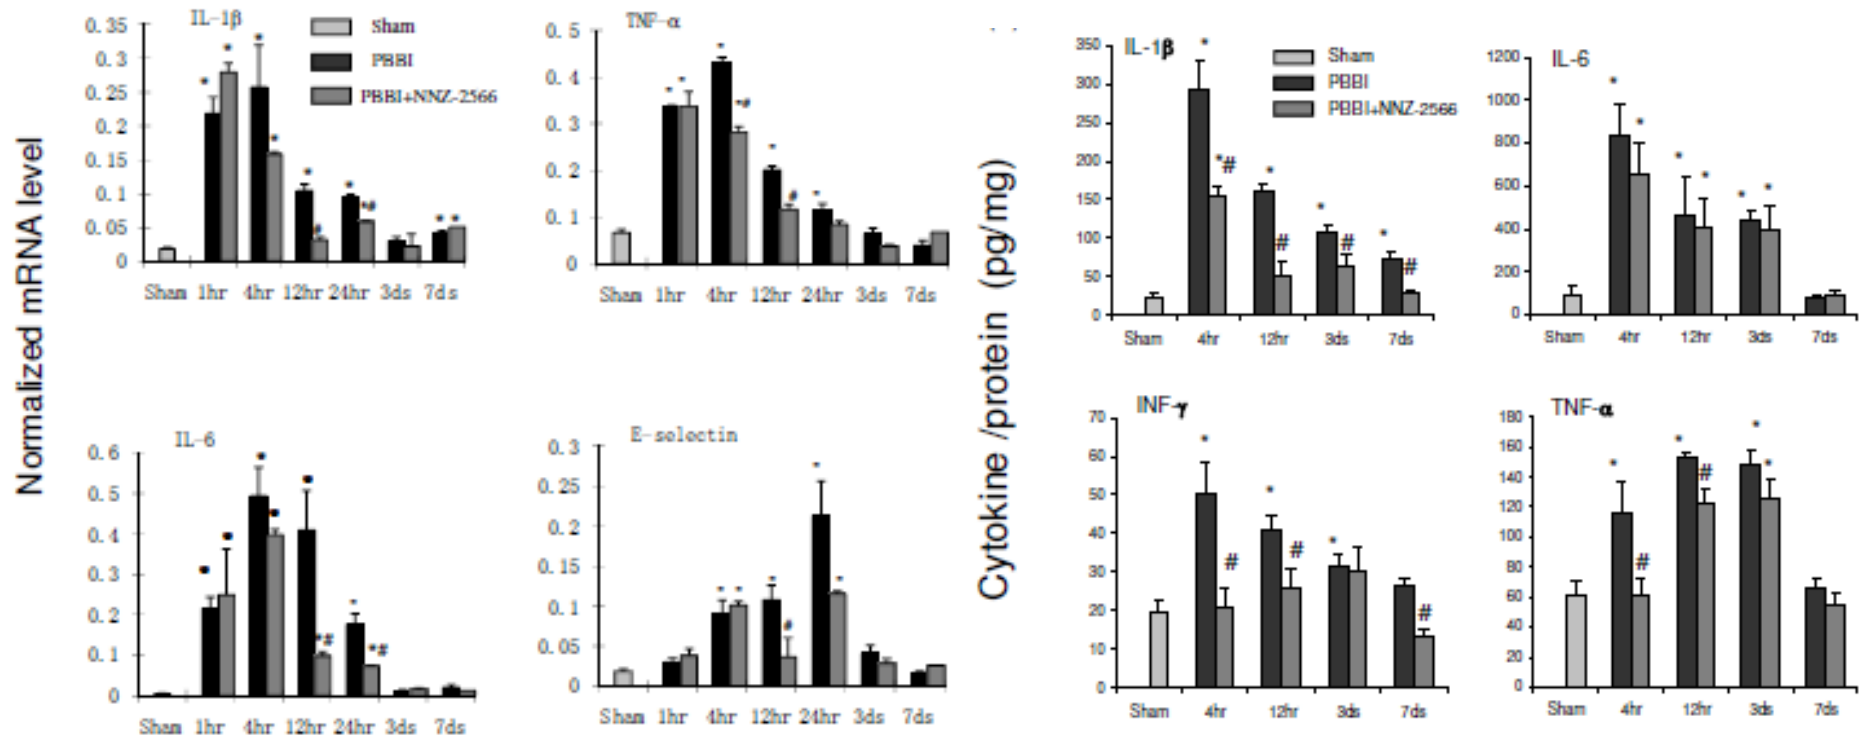 Normalized mRNA level
IL-1β
0.35
0.3
0.25
0.2
0.15
0.1
0.05
0
* * * * * # * *# * *
Sham 1hr 4hr 12hr 24hr 3ds 7ds
Sham
PBBI
PBBI+NNZ-2566
TNF-α
0.5
0.4
0.3
0.2
0.1
0
* * * *# * # *
Sham 1hr 4hr 12hr 24hr 3ds 7ds
IL-6
0.6
0.5
0.4
0.3
0.2
0.1
0
• • • • • *# * *#
Sham 1hr 4hr 12hr 24hr 3ds 7ds
E-selectin
0.3
0.25
0.2
0.15
0.1
0.05
0
* * * # * *
Sham 1hr 4hr 12hr 24hr 3ds 7ds
Cytokine /protein (pg/mg)
IL-1β
350
300
250
200
150
100
50
0
* *# * # * # * #
Sham 4hr 12hr 3ds 7ds
Sham
PBBI
PBBI+NNZ-2566
IL-6
1200
1000
800
600
400
200
0
* * * * * *
Sham 4hr 12hr 3ds 7ds
INF-γ
70
60
50
40
30
20
10
0
* # * # * #
Sham 4hr 12hr 3ds 7ds
TNF-α
180
160
140
120
100
80
60
40
20
0
* # * # * *
Sham 4hr 12hr 3ds 7ds